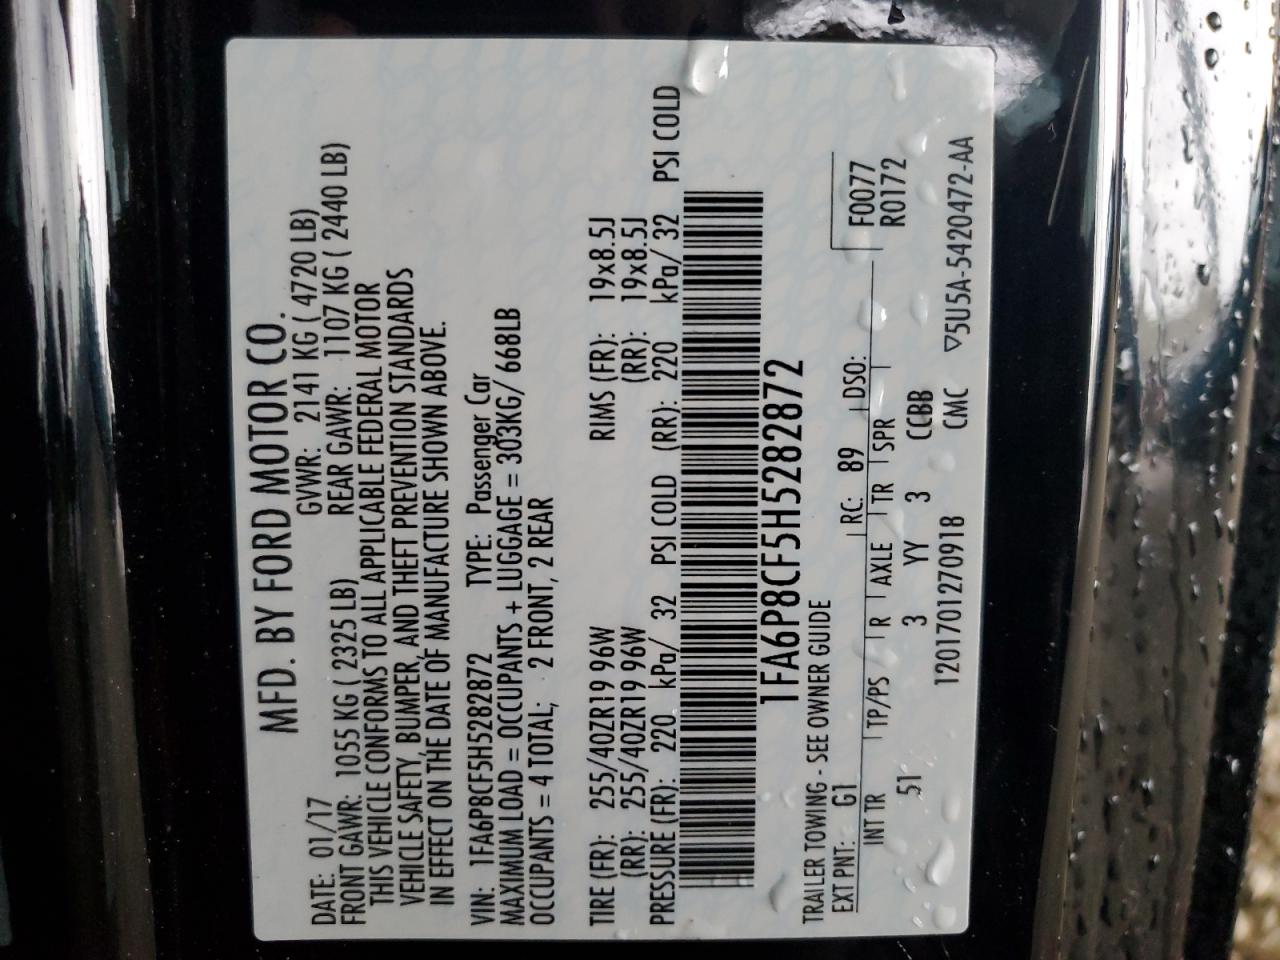 MFD. BY FORD MOTOR CO.
DATE: 01/17 GVWR: 2141 KG ( 4720 LB)
FRONT GAWR: 1055 KG ( 2325 LB) REAR GAWR: 1107 KG ( 2440 LB)
THIS VEHICLE CONFORMS TO ALL APPLICABLE FEDERAL MOTOR
VEHICLE SAFETY, BUMPER, AND THEFT PREVENTION STANDARDS
IN EFFECT ON THE DATE OF MANUFACTURE SHOWN ABOVE.
VIN: 1FA6P8CF5H5282872 TYPE: Passenger Car
MAXIMUM LOAD = OCCUPANTS + LUGGAGE = 303KG/ 668LB
OCCUPANTS = 4 TOTAL; 2 FRONT, 2 REAR
TIRE (FR): 255/40ZR19 96W RIMS (FR): 19x8.5J
(RR): 255/40ZR19 96W (RR): 19x8.5J
PRESSURE (FR): 220 kPa/ 32 PSI COLD (RR): 220 kPa/ 32 PSI COLD
1FA6P8CF5H5282872
TRAILER TOWING - SEE OWNER GUIDE
EXT PNT: G1 RC: 89 DSO: F0077
INT TR TP/PS R AXLE TR SPR R0172
51 3 YY 3 CCBB
1201701270918 CMC ▽5U5A-5420472-AA